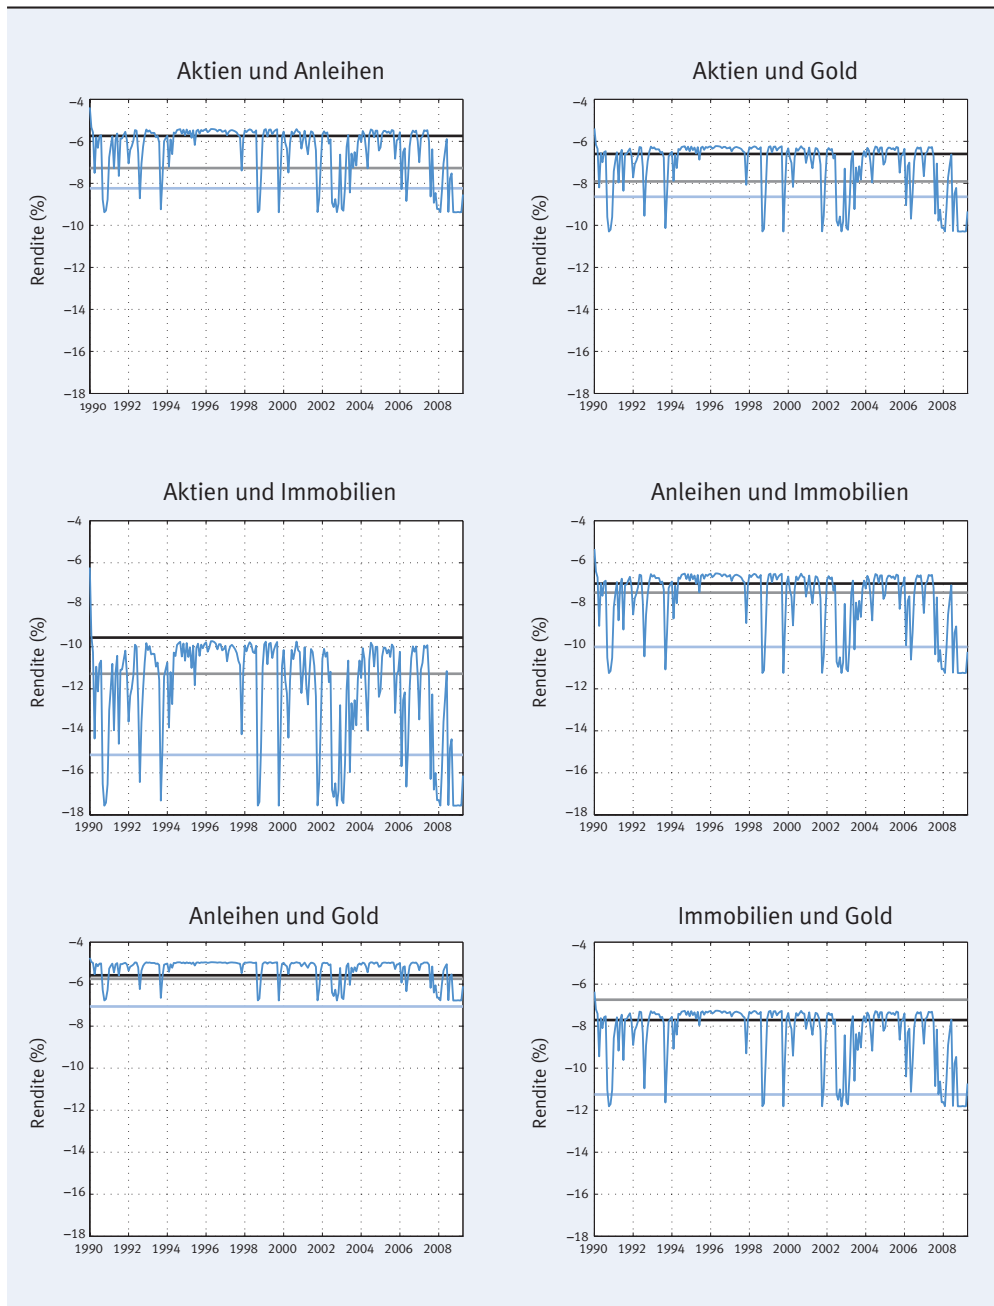 Aktien und Anleihen
Rendite (%)
−4
−6
−8
−10
−12
−14
−16
−18
1990 1992 1994 1996 1998 2000 2002 2004 2006 2008
Aktien und Gold
Rendite (%)
−4
−6
−8
−10
−12
−14
−16
−18
1990 1992 1994 1996 1998 2000 2002 2004 2006 2008
Aktien und Immobilien
Rendite (%)
−4
−6
−8
−10
−12
−14
−16
−18
1990 1992 1994 1996 1998 2000 2002 2004 2006 2008
Anleihen und Immobilien
Rendite (%)
−4
−6
−8
−10
−12
−14
−16
−18
1990 1992 1994 1996 1998 2000 2002 2004 2006 2008
Anleihen und Gold
Rendite (%)
−4
−6
−8
−10
−12
−14
−16
−18
1990 1992 1994 1996 1998 2000 2002 2004 2006 2008
Immobilien und Gold
Rendite (%)
−4
−6
−8
−10
−12
−14
−16
−18
1990 1992 1994 1996 1998 2000 2002 2004 2006 2008